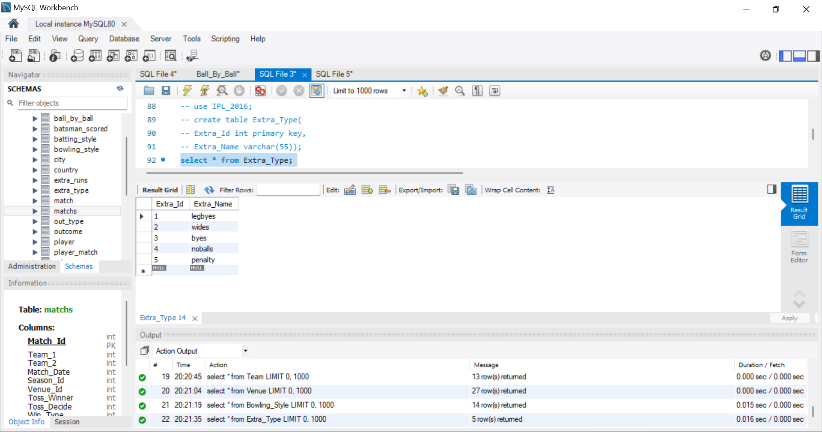 MySQL Workbench
Local instance MySQL80
File Edit View Query Database Server Tools Scripting Help
Navigator
SCHEMAS
Filter objects
ball_by_ball
batsman_scored
batting_style
bowling_style
city
country
extra_runs
extra_type
match
matchs
out_type
outcome
player
player_match
Administration Schemas
Information
Table: matchs
Columns:
Match_Id int PK
Team_1 int
Team_2 int
Match_Date int
Season_Id int
Venue_Id int
Toss_Winner int
Toss_Decide int
Win_Type int
Object Info Session
SQL File 4* Ball_By_Ball* SQL File 3* SQL File 5*
Limit to 1000 rows
88 -- use IPL_2016;
89 -- create table Extra_Type(
90 -- Extra_Id int primary key,
91 -- Extra_Name varchar(55));
92 select * from Extra_Type;
Result Grid Filter Rows: Edit: Export/Import: Wrap Cell Content:
Extra_Id Extra_Name
1 legbyes
2 wides
3 byes
4 noballs
5 penalty
NULL NULL
Result Grid
Form Editor
Extra_Type 14
Apply
Output
Action Output
# Time Action Message Duration / Fetch
19 20:20:45 select * from Team LIMIT 0, 1000 13 row(s) returned 0.000 sec / 0.000 sec
20 20:21:04 select * from Venue LIMIT 0, 1000 27 row(s) returned 0.000 sec / 0.000 sec
21 20:21:19 select * from Bowling_Style LIMIT 0, 1000 14 row(s) returned 0.015 sec / 0.000 sec
22 20:21:35 select * from Extra_Type LIMIT 0, 1000 5 row(s) returned 0.016 sec / 0.000 sec